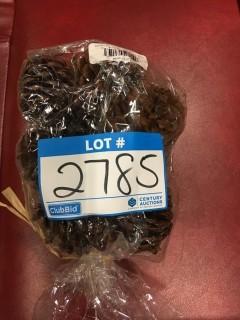 LOT #
2785
ClubBid
CENTURY
AUCTIONS